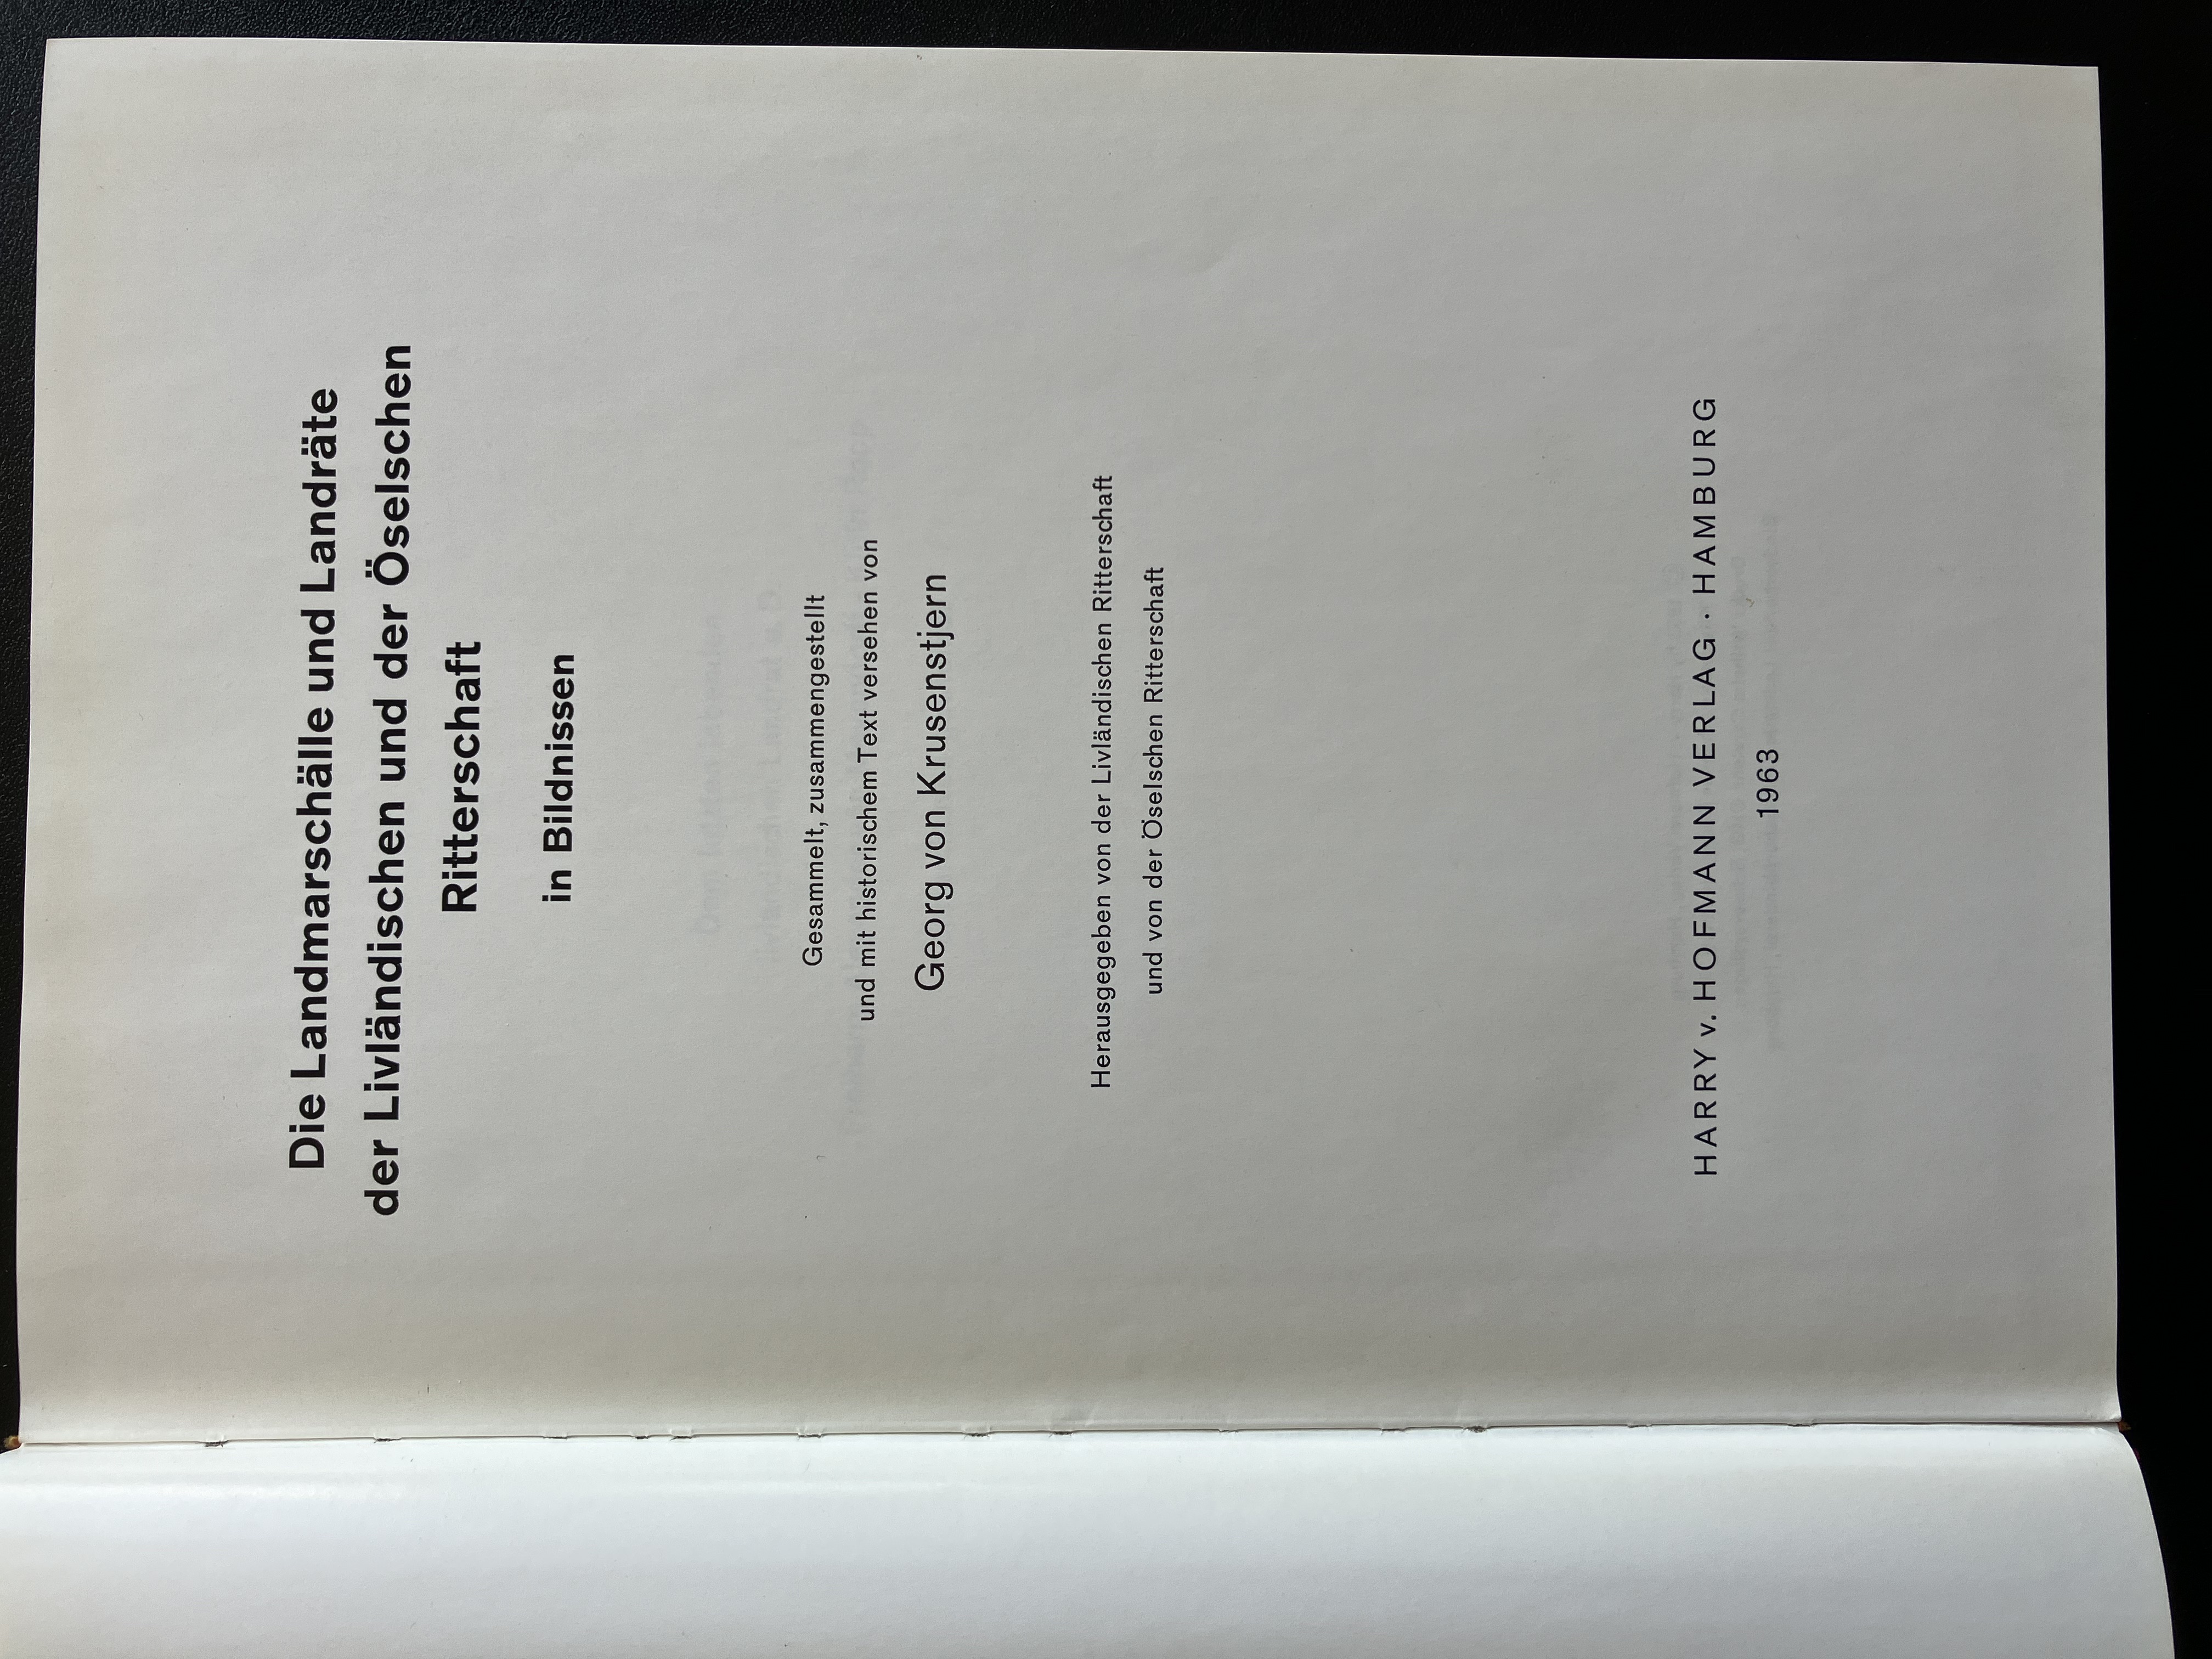 Die Landmarschälle und Landräte
der Livländischen und der Öselschen
Ritterschaft
in Bildnissen
Gesammelt, zusammengestellt
und mit historischem Text versehen von
Georg von Krusenstjern
Herausgegeben von der Livländischen Ritterschaft
und von der Öselschen Ritterschaft
HARRY v. HOFMANN VERLAG · HAMBURG
1963